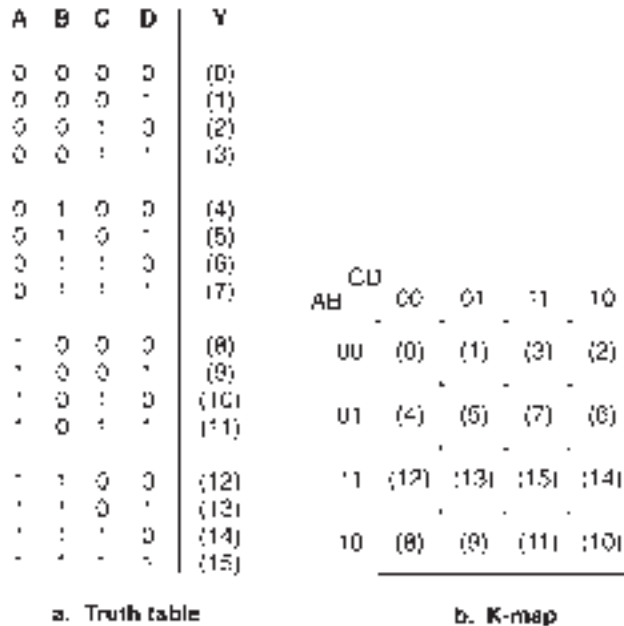 A B C D Y
0 0 0 0 (0)
0 0 0 1 (1)
0 0 1 0 (2)
0 0 1 1 (3)
0 1 0 0 (4)
0 1 0 1 (5)
0 1 1 0 (6)
0 1 1 1 (7)
1 0 0 0 (8)
1 0 0 1 (9)
1 0 1 0 (10)
1 0 1 1 (11)
1 1 0 0 (12)
1 1 0 1 (13)
1 1 1 0 (14)
1 1 1 1 (15)
a. Truth table
CD
AB 00 01 11 10
00 (0) (1) (3) (2)
01 (4) (5) (7) (6)
11 (12) (13) (15) (14)
10 (8) (9) (11) (10)
b. K-map